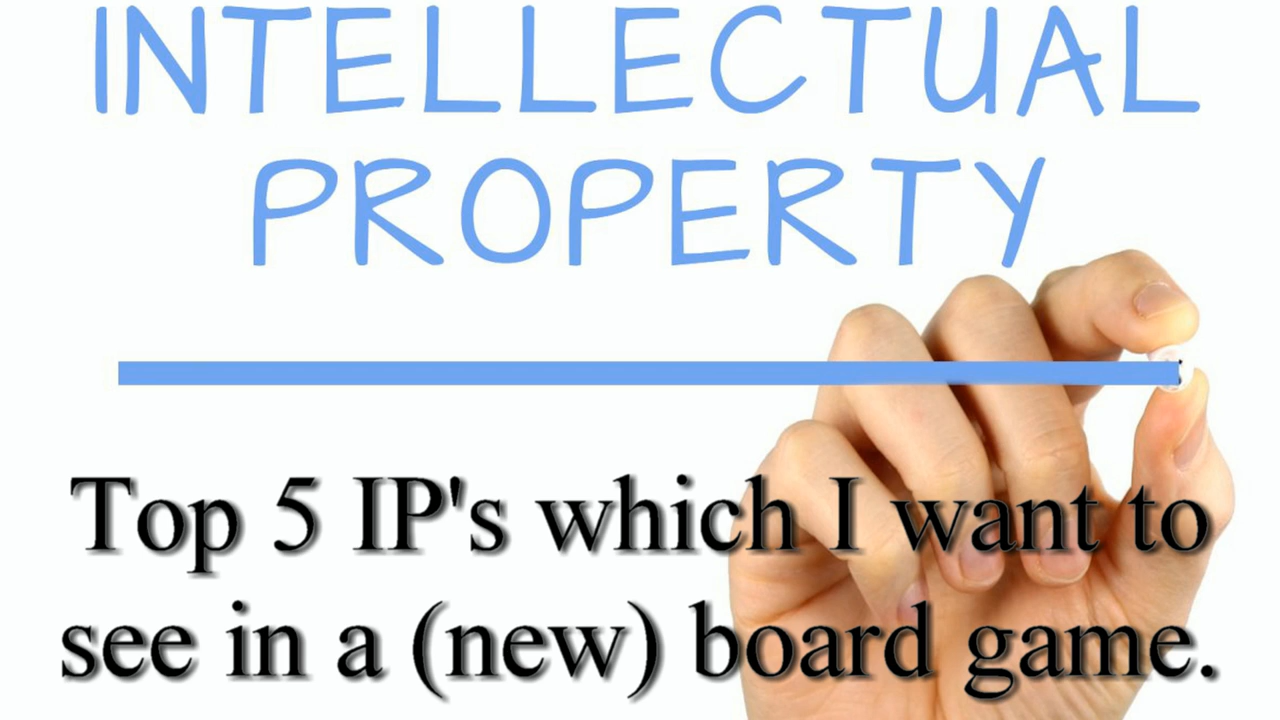 INTELLECTUAL
PROPERTY
Top 5 IP's which I want to
see in a (new) board game.